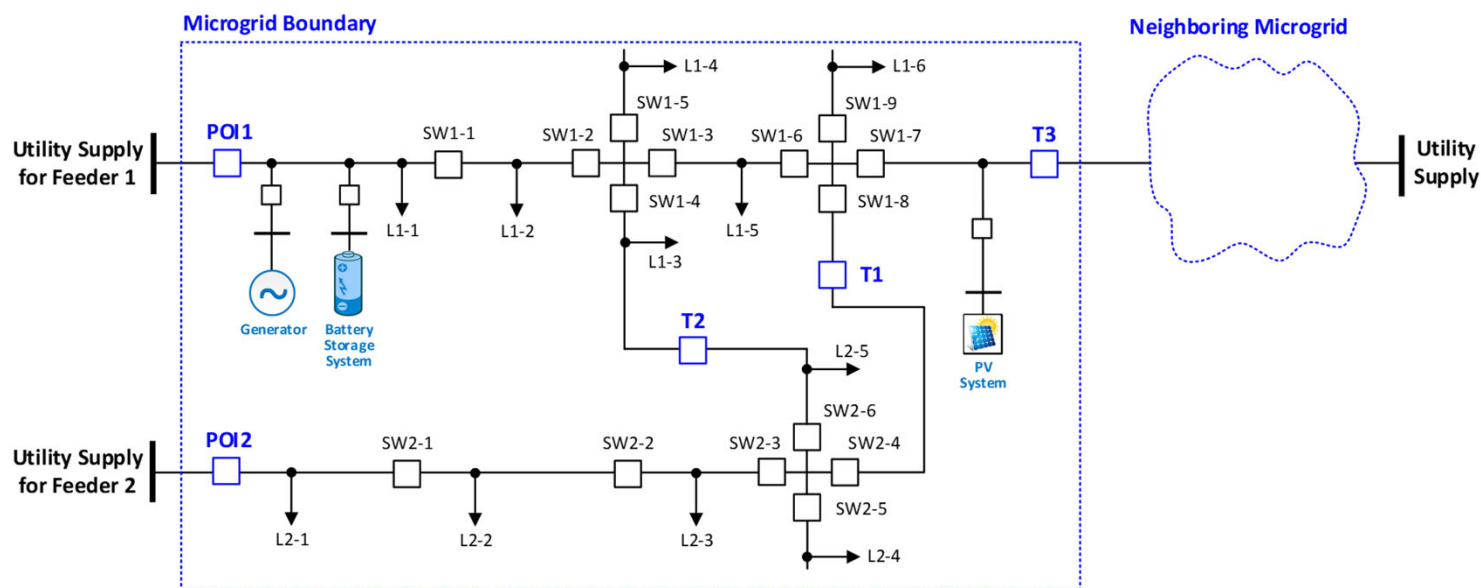 Microgrid Boundary
Neighboring Microgrid
L1-4
L1-6
SW1-5
SW1-9
POI1
SW1-1
SW1-2
SW1-3
SW1-6
SW1-7
T3
Utility Supply
for Feeder 1
Utility
Supply
SW1-4
SW1-8
L1-1
L1-2
L1-5
L1-3
T1
Generator
Battery
Storage
System
T2
L2-5
PV
System
SW2-6
POI2
SW2-1
SW2-2
SW2-3
SW2-4
Utility Supply
for Feeder 2
SW2-5
L2-1
L2-2
L2-3
L2-4